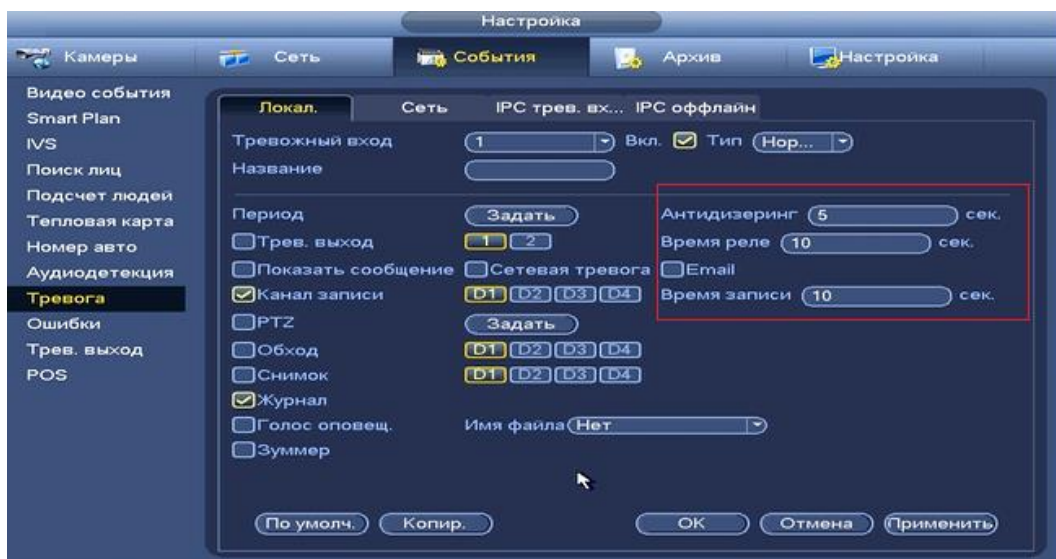 Настройка
Камеры Сеть События Архив Настройка
Видео события
Smart Plan
IVS
Поиск лиц
Подсчет людей
Тепловая карта
Номер авто
Аудиодетекция
Тревога
Ошибки
Трев. выход
POS
Локал. Сеть IPC трев. вх... IPC оффлайн
Тревожный вход 1 Вкл. Тип Нор...
Название
Период Задать Антидизеринг 5 сек.
Трев. выход 1 2 Время реле 10 сек.
Показать сообщение Сетевая тревога Email
Канал записи D1 D2 D3 D4 Время записи 10 сек.
PTZ Задать
Обход D1 D2 D3 D4
Снимок D1 D2 D3 D4
Журнал
Голос оповещ. Имя файла Нет
Зуммер
По умолч. Копир. OK Отмена Применить